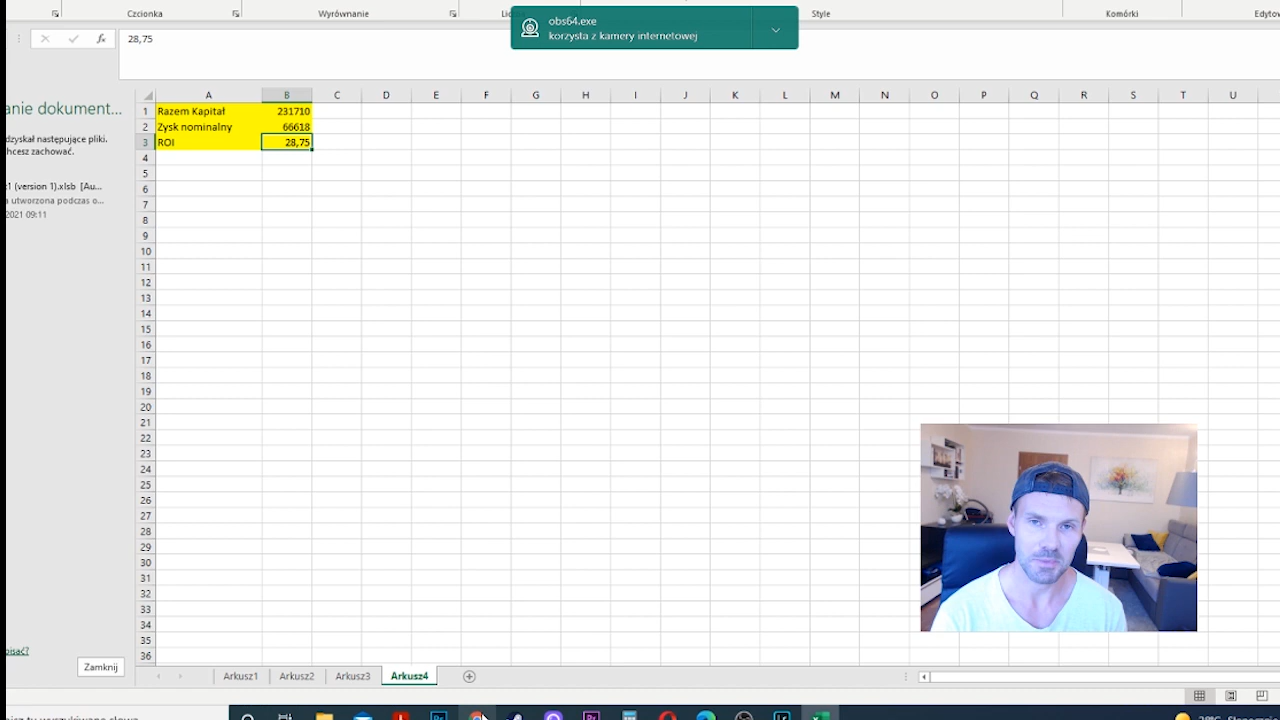 Czcionka Wyrównanie Style Komórki
obs64.exe
korzysta z kamery internetowej
fx 28,75
A B C D E F G H I J K L M N O P Q R S T U
1 Razem Kapitał 231710
2 Zysk nominalny 66618
3 ROI 28,75
4
5
6
7
8
9
10
11
12
13
14
15
16
17
18
19
20
21
22
23
24
25
26
27
28
29
30
31
32
33
34
35
36
anie dokument...
dzyskał następujące pliki.
hcesz zachować.
1 (version 1).xlsb [Au...
a utworzona podczas o...
2021 09:11
pisać?
Zamknij
Arkusz1 Arkusz2 Arkusz3 Arkusz4